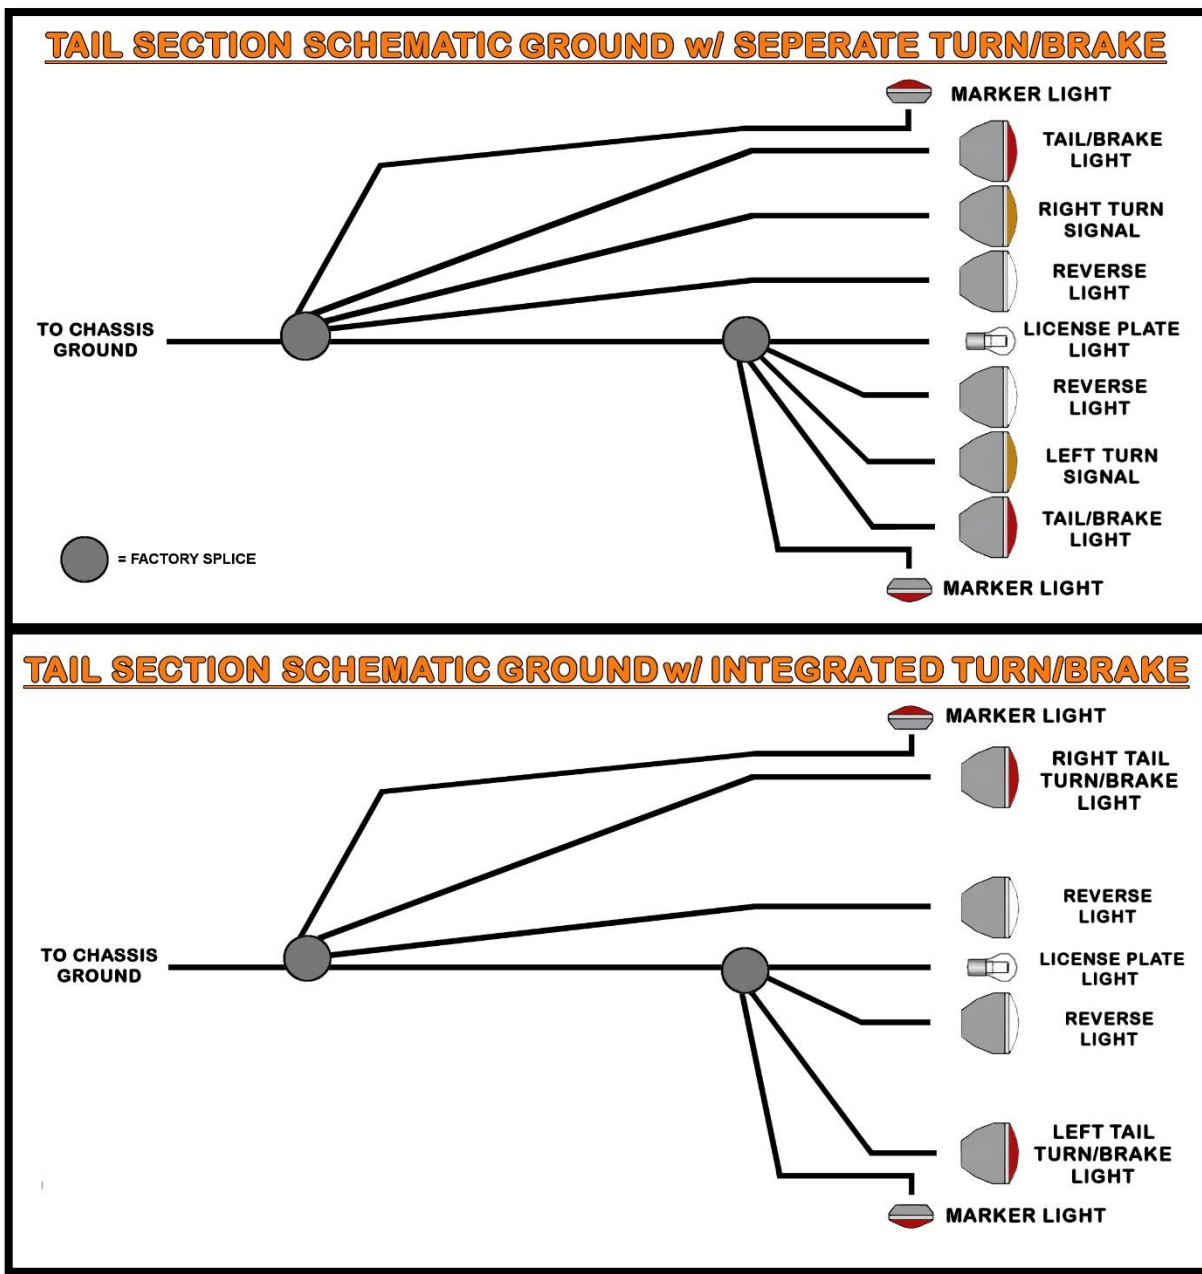 TAIL SECTION SCHEMATIC GROUND w/ SEPERATE TURN/BRAKE
MARKER LIGHT
TAIL/BRAKE
LIGHT
RIGHT TURN
SIGNAL
REVERSE
LIGHT
TO CHASSIS
GROUND
LICENSE PLATE
LIGHT
REVERSE
LIGHT
LEFT TURN
SIGNAL
TAIL/BRAKE
LIGHT
= FACTORY SPLICE
MARKER LIGHT
TAIL SECTION SCHEMATIC GROUND w/ INTEGRATED TURN/BRAKE
MARKER LIGHT
RIGHT TAIL
TURN/BRAKE
LIGHT
REVERSE
LIGHT
TO CHASSIS
GROUND
LICENSE PLATE
LIGHT
REVERSE
LIGHT
LEFT TAIL
TURN/BRAKE
LIGHT
MARKER LIGHT